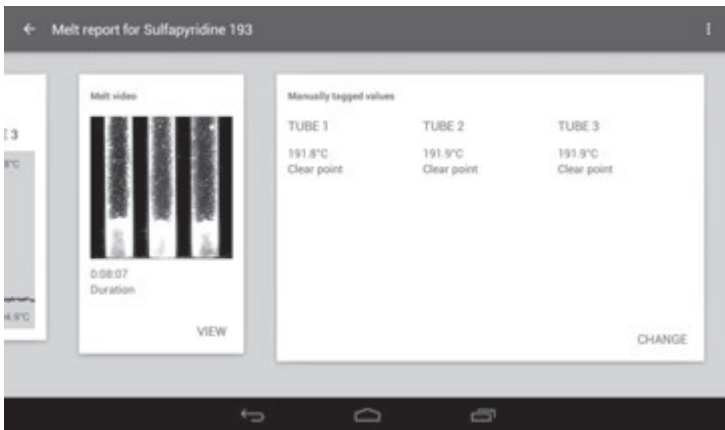 Melt report for Sulfapyridine 193
3
Melt video
0:08:07
Duration
VIEW
Manually tagged values
TUBE 1
TUBE 2
TUBE 3
191.8°C
191.9°C
191.9°C
Clear point
Clear point
Clear point
CHANGE